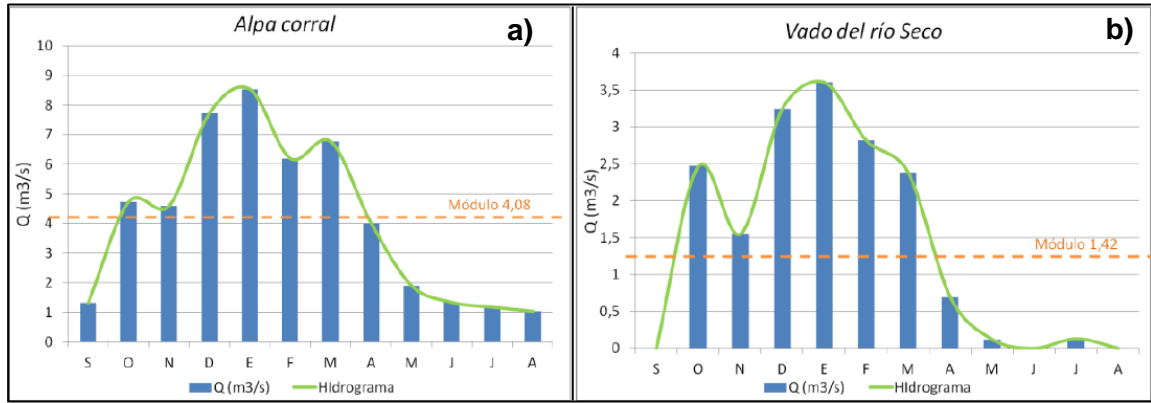 Alpa corral
a)
Q (m3/s)
10
9
8
7
6
5
4
3
2
1
0
Módulo 4,08
S O N D E F M A M J J A
Q (m3/s) HIdrograma
Vado del río Seco
b)
Q (m3/s)
4
3,5
3
2,5
2
1,5
1
0,5
0
Módulo 1,42
S O N D E F M A M J J A
Q (m3/s) HIdrograma